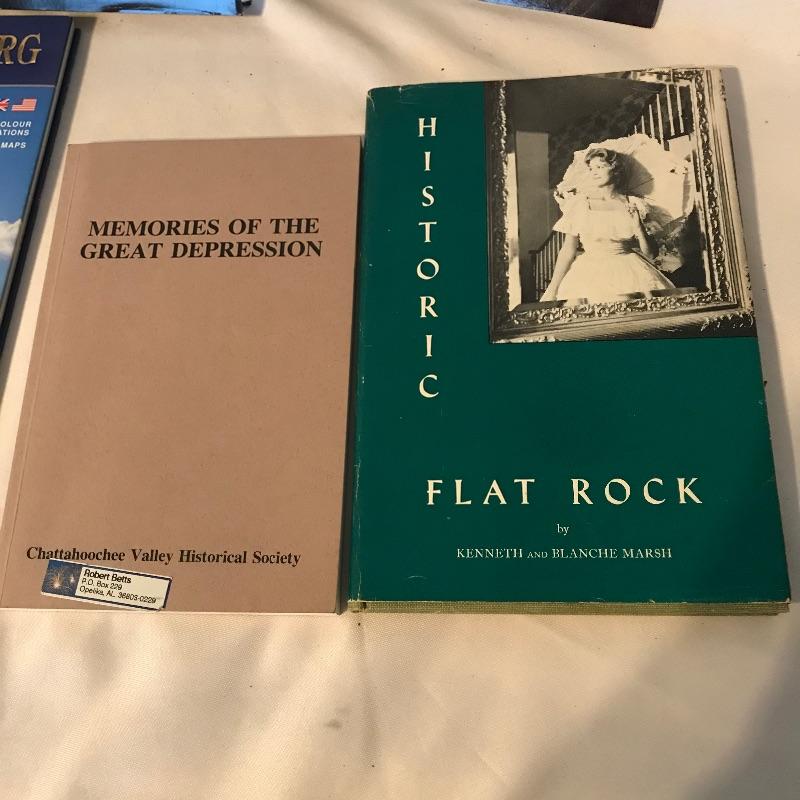 RG
OLOUR
ATIONS
MAPS
MEMORIES OF THE
GREAT DEPRESSION
Chattahoochee Valley Historical Society
Robert Betts
P.O. Box 229
Opelika, AL 36803-0229
HISTORIC
FLAT ROCK
by
KENNETH AND BLANCHE MARSH